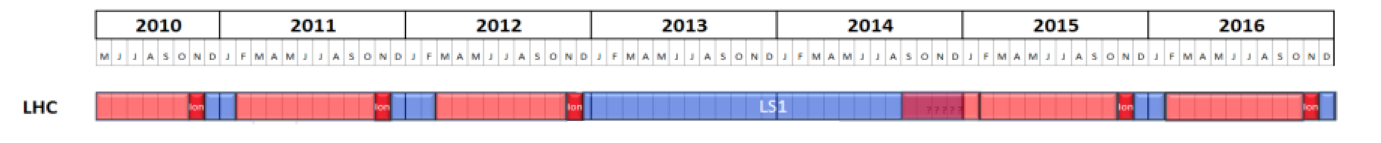 2010 2011 2012 2013 2014 2015 2016
M J J A S O N D J F M A M J J A S O N D J F M A M J J A S O N D J F M A M J J A S O N D J F M A M J J A S O N D J F M A M J J A S O N D J F M A M J J A S O N D
LHC Ion Ion Ion LS1 ????? Ion Ion